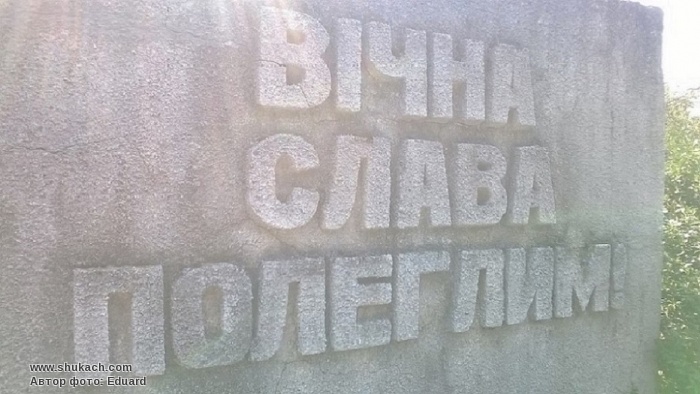 ВІЧНА
СЛАВА
ПОЛЕГЛИМ!
www.shukach.com
Автор фото: Eduard